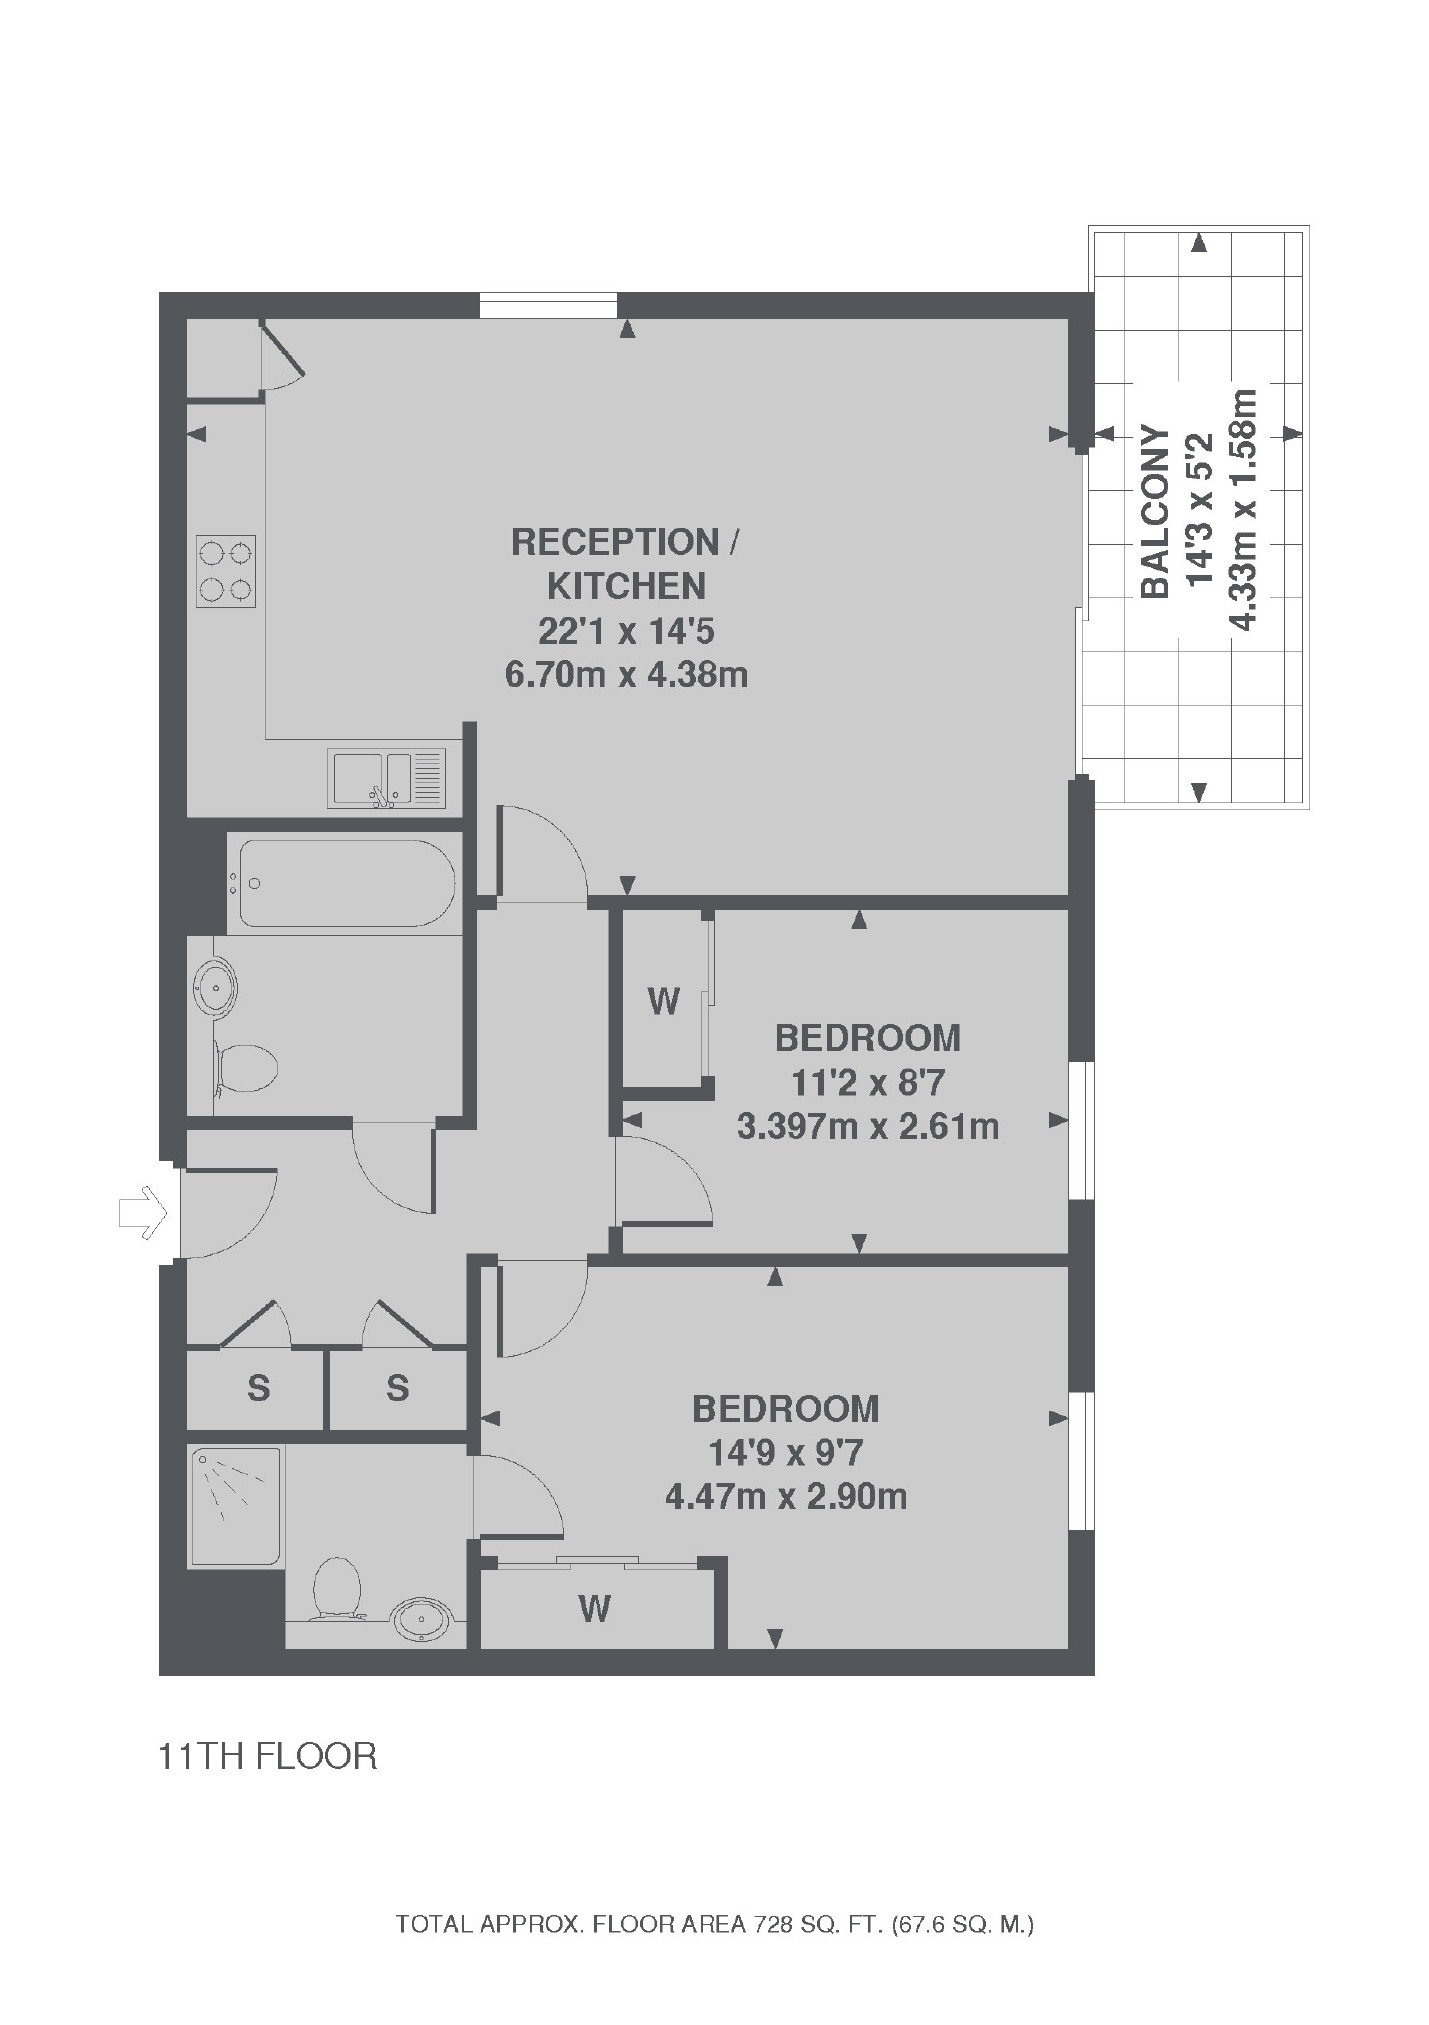 BALCONY
14'3 x 5'2
4.33m x 1.58m
RECEPTION /
KITCHEN
22'1 x 14'5
6.70m x 4.38m
W
BEDROOM
11'2 x 8'7
3.397m x 2.61m
S
S
BEDROOM
14'9 x 9'7
4.47m x 2.90m
W
11TH FLOOR
TOTAL APPROX. FLOOR AREA 728 SQ. FT. (67.6 SQ. M.)